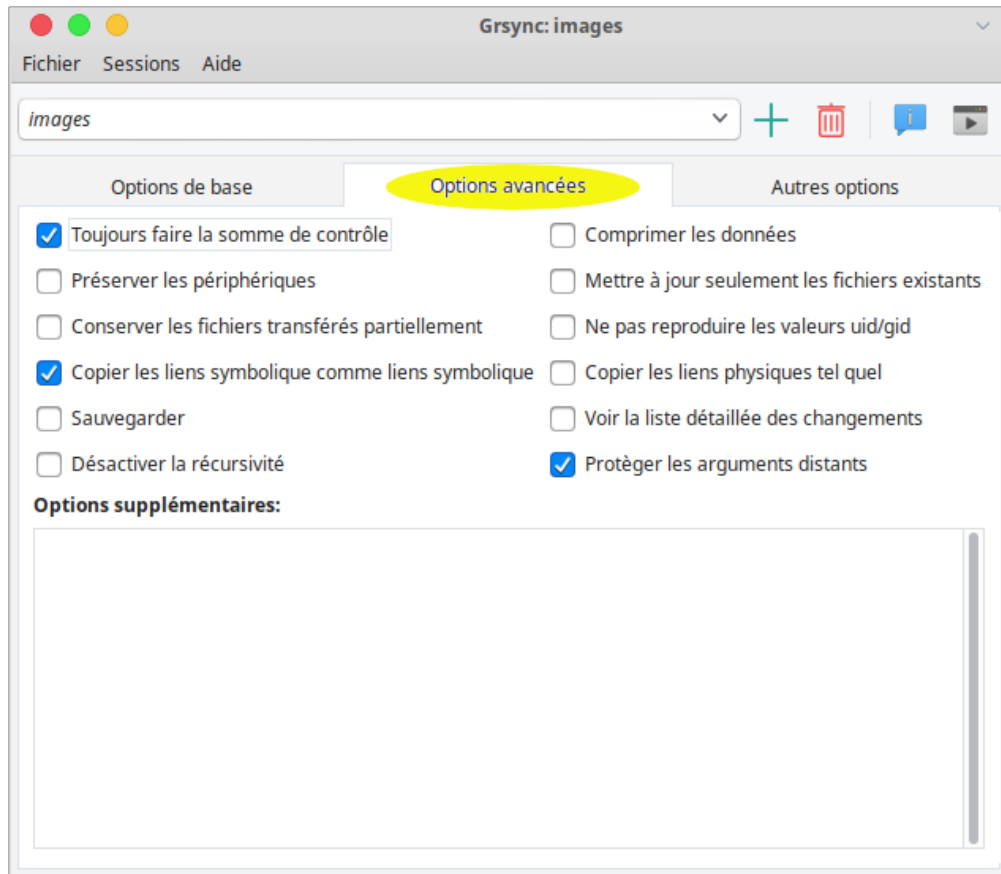 Grsync: images
Fichier Sessions Aide
images
Options de base Options avancées Autres options
Toujours faire la somme de contrôle Comprimer les données
Préserver les périphériques Mettre à jour seulement les fichiers existants
Conserver les fichiers transférés partiellement Ne pas reproduire les valeurs uid/gid
Copier les liens symbolique comme liens symbolique Copier les liens physiques tel quel
Sauvegarder Voir la liste détaillée des changements
Désactiver la récursivité Protèger les arguments distants
Options supplémentaires: